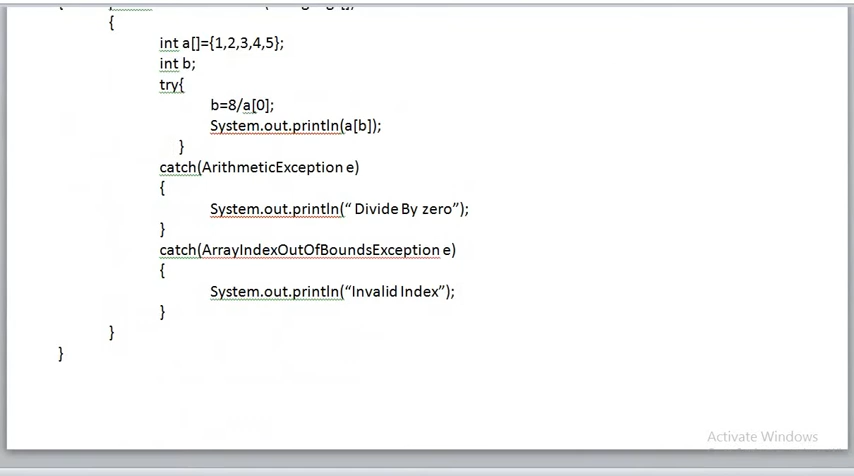 {
int a[]={1,2,3,4,5};
int b;
try{
b=8/a[0];
System.out.println(a[b]);
}
catch(ArithmeticException e)
{
System.out.println(“ Divide By zero”);
}
catch(ArrayIndexOutOfBoundsException e)
{
System.out.println(“Invalid Index”);
}
}
}
Activate Windows